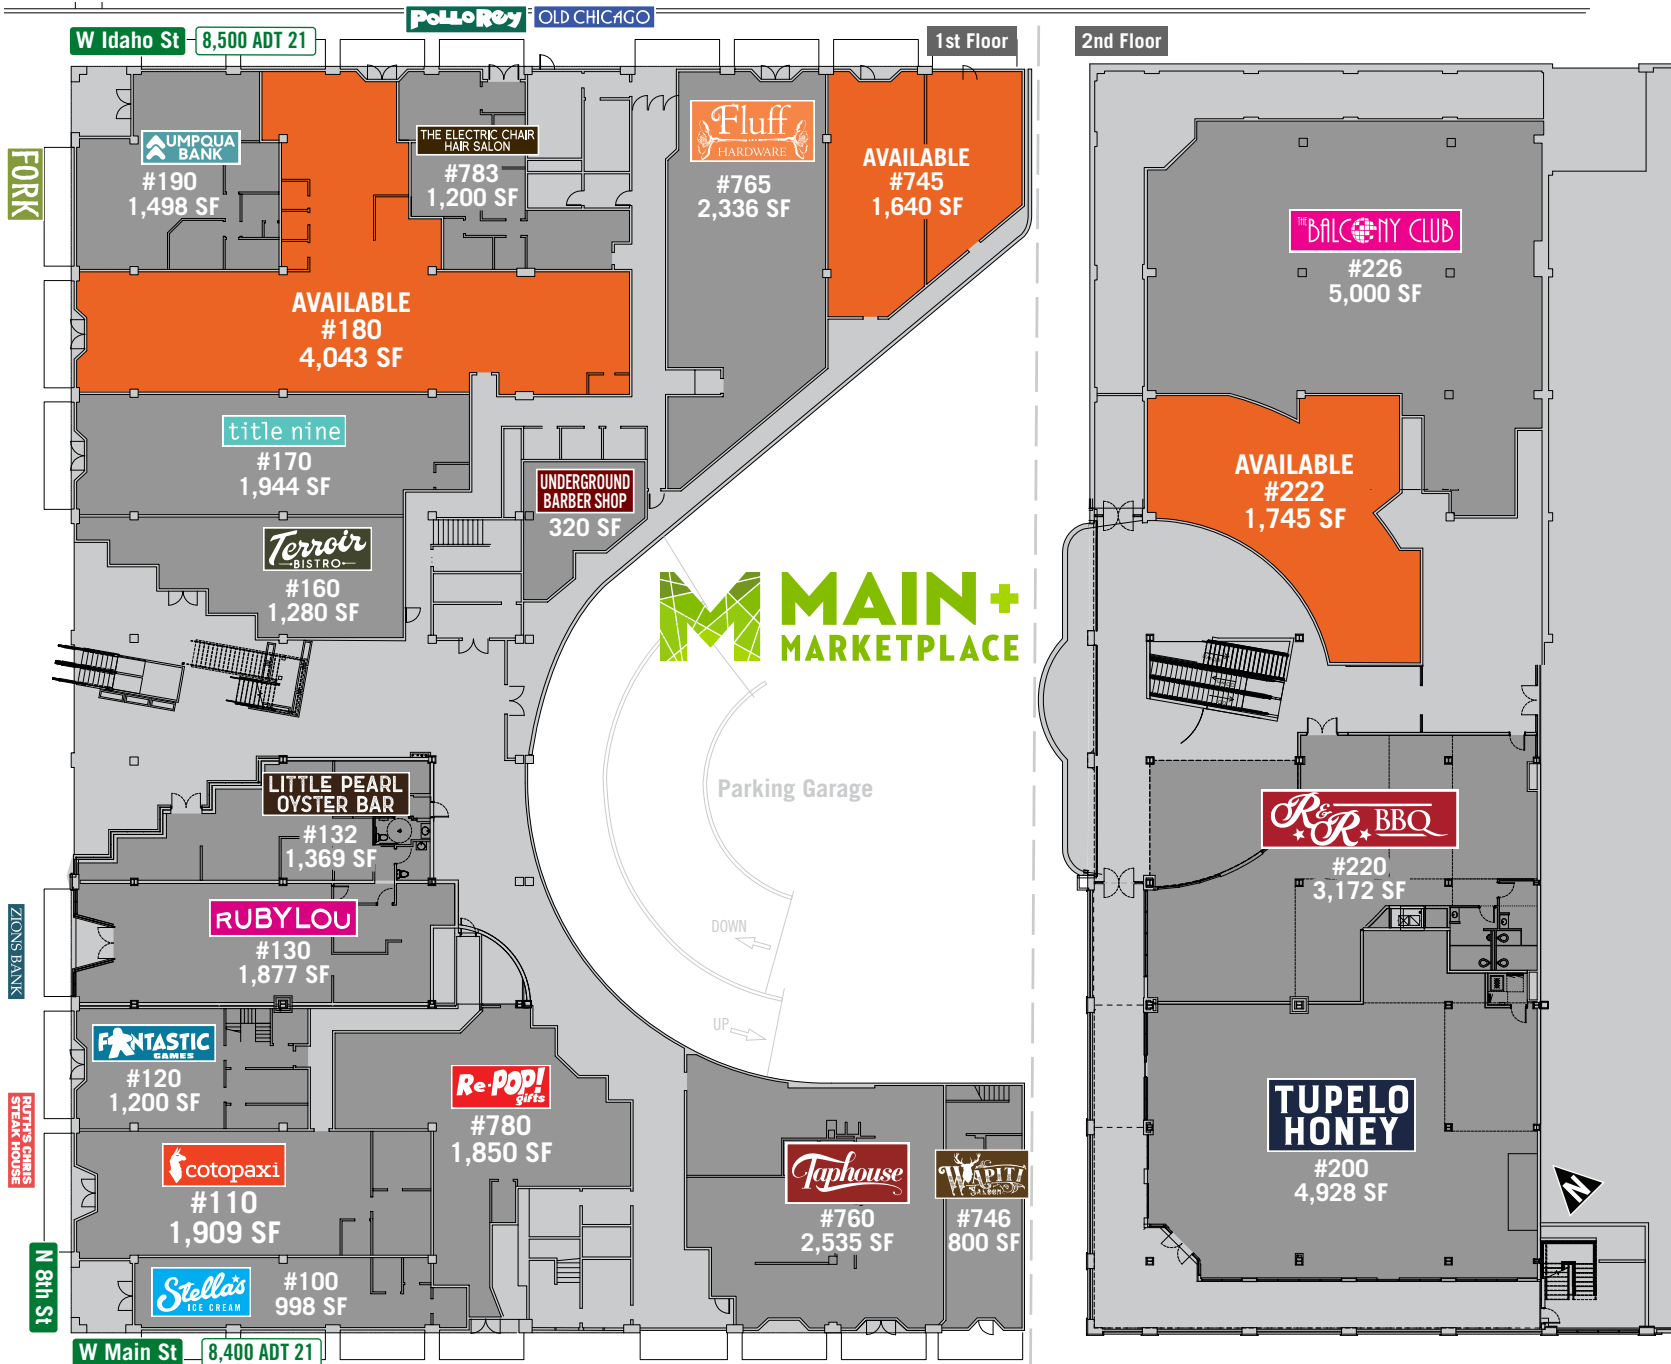 POLLO REY
OLD CHICAGO
W Idaho St
8,500 ADT 21
1st Floor
2nd Floor
FORK
UMPQUA
BANK
#190
1,498 SF
THE ELECTRIC CHAIR
HAIR SALON
#783
1,200 SF
Fluff
HARDWARE
#765
2,336 SF
AVAILABLE
#745
1,640 SF
THE BALCONY CLUB
#226
5,000 SF
AVAILABLE
#180
4,043 SF
title nine
#170
1,944 SF
UNDERGROUND
BARBER SHOP
320 SF
AVAILABLE
#222
1,745 SF
Terroir
BISTRO
#160
1,280 SF
M MAIN+
MARKETPLACE
Parking Garage
DOWN
UP
LITTLE PEARL
OYSTER BAR
#132
1,369 SF
R&R BBQ
#220
3,172 SF
ZIONS BANK
RUBY LOU
#130
1,877 SF
FANTASTIC
GAMES
#120
1,200 SF
Re-POP!
gifts
#780
1,850 SF
RUTH'S CHRIS
STEAK HOUSE
cotopaxi
#110
1,909 SF
Taphouse
#760
2,535 SF
WAPITI
SALOON
#746
800 SF
TUPELO
HONEY
#200
4,928 SF
N
N 8th St
Stella's
ICE CREAM
#100
998 SF
W Main St
8,400 ADT 21